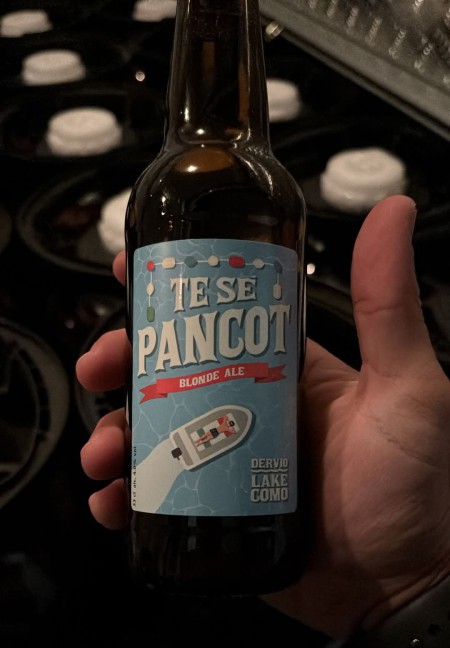 TE SE
PANCOT
BLONDE ALE
DERVIO
LAKE
COMO